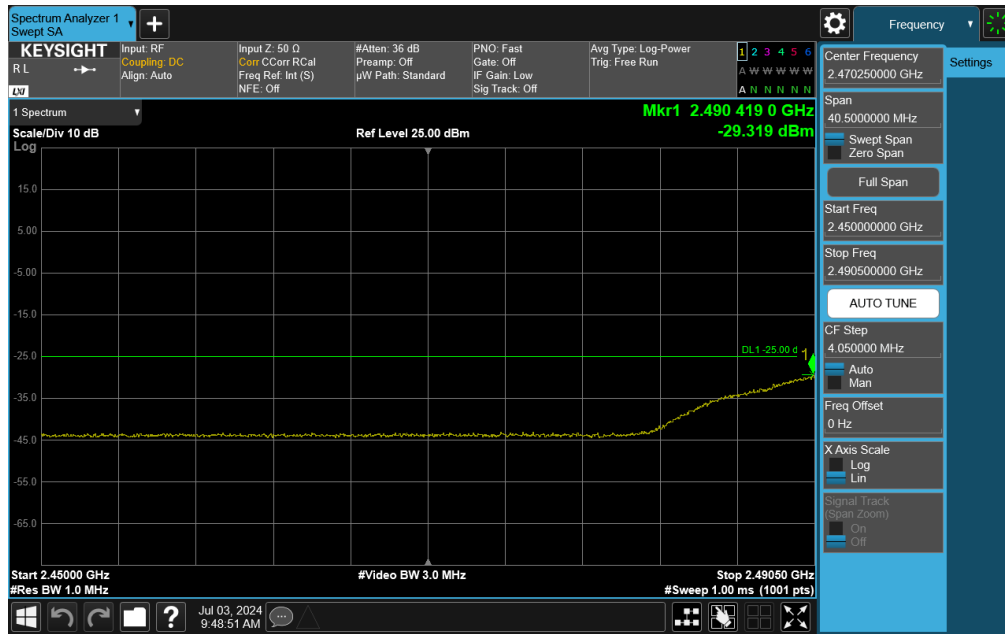 Spectrum Analyzer 1
Swept SA
Frequency
KEYSIGHT
R L
LXI
Input: RF
Coupling: DC
Align: Auto
Input Z: 50 Ω
Corr CCorr RCal
Freq Ref: Int (S)
NFE: Off
#Atten: 36 dB
Preamp: Off
µW Path: Standard
PNO: Fast
Gate: Off
IF Gain: Low
Sig Track: Off
Avg Type: Log-Power
Trig: Free Run
1 2 3 4 5 6
A W W W W W
A N N N N N
1 Spectrum
Scale/Div 10 dB
Log
Ref Level 25.00 dBm
Mkr1 2.490 419 0 GHz
-29.319 dBm
15.0
5.00
-5.00
-15.0
-25.0
-35.0
-45.0
-55.0
-65.0
DL1 -25.00 d
1
Start 2.45000 GHz
#Res BW 1.0 MHz
#Video BW 3.0 MHz
Stop 2.49050 GHz
#Sweep 1.00 ms (1001 pts)
Center Frequency
2.470250000 GHz
Settings
Span
40.5000000 MHz
Swept Span
Zero Span
Full Span
Start Freq
2.450000000 GHz
Stop Freq
2.490500000 GHz
AUTO TUNE
CF Step
4.050000 MHz
Auto
Man
Freq Offset
0 Hz
X Axis Scale
Log
Lin
Signal Track
(Span Zoom)
On
Off
?
Jul 03, 2024
9:48:51 AM